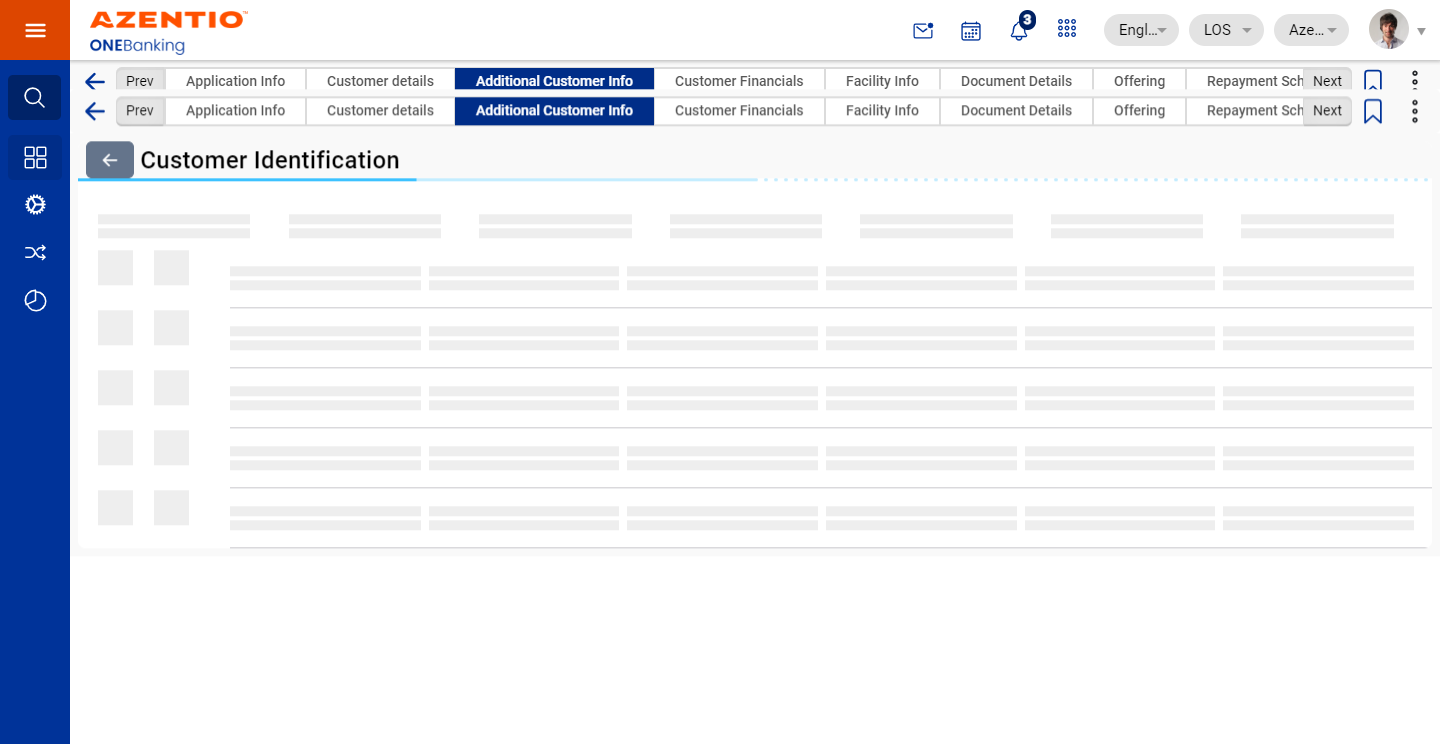 AZENTIO™
ONEBanking
3
Engl...
LOS
Aze...
Prev Application Info Customer details Additional Customer Info Customer Financials Facility Info Document Details Offering Repayment Sch Next
Prev Application Info Customer details Additional Customer Info Customer Financials Facility Info Document Details Offering Repayment Sch Next
Customer Identification